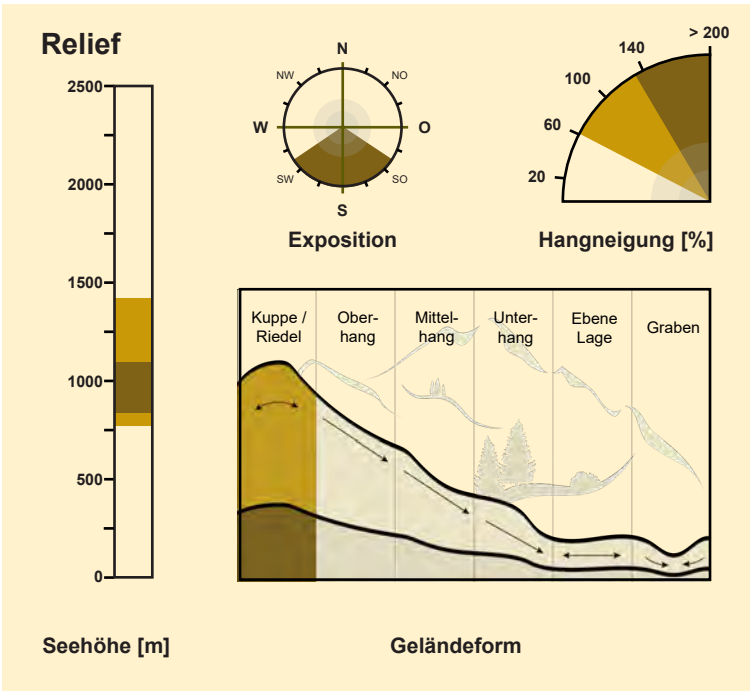 Relief
2500
2000
1500
1000
500
0
Seehöhe [m]
N
NW
NO
W
O
SW
SO
S
Exposition
> 200
140
100
60
20
Hangneigung [%]
Kuppe /
Riedel
Ober-
hang
Mittel-
hang
Unter-
hang
Ebene
Lage
Graben
Geländeform